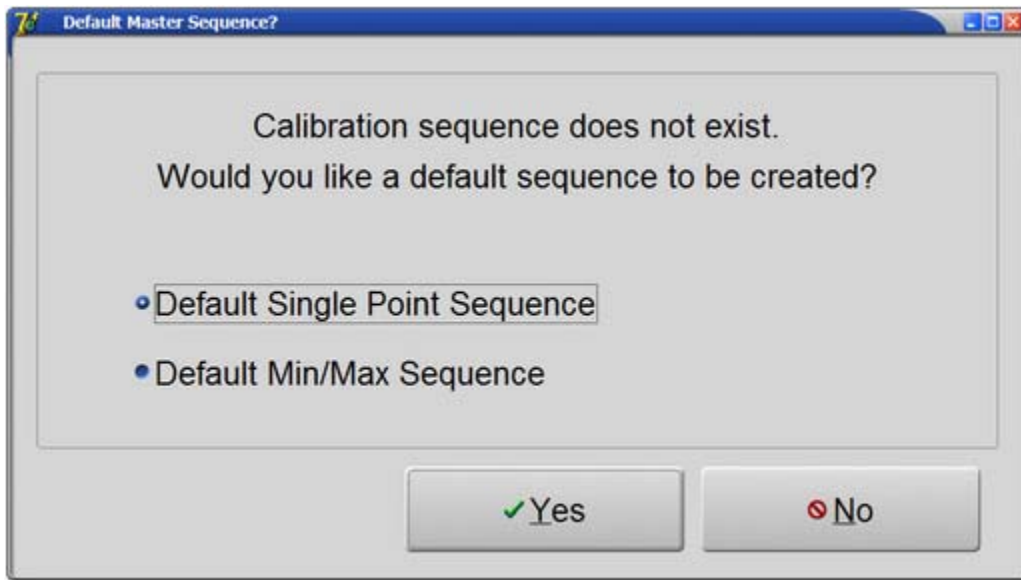 Default Master Sequence?
Calibration sequence does not exist.
Would you like a default sequence to be created?
Default Single Point Sequence
Default Min/Max Sequence
Yes
No